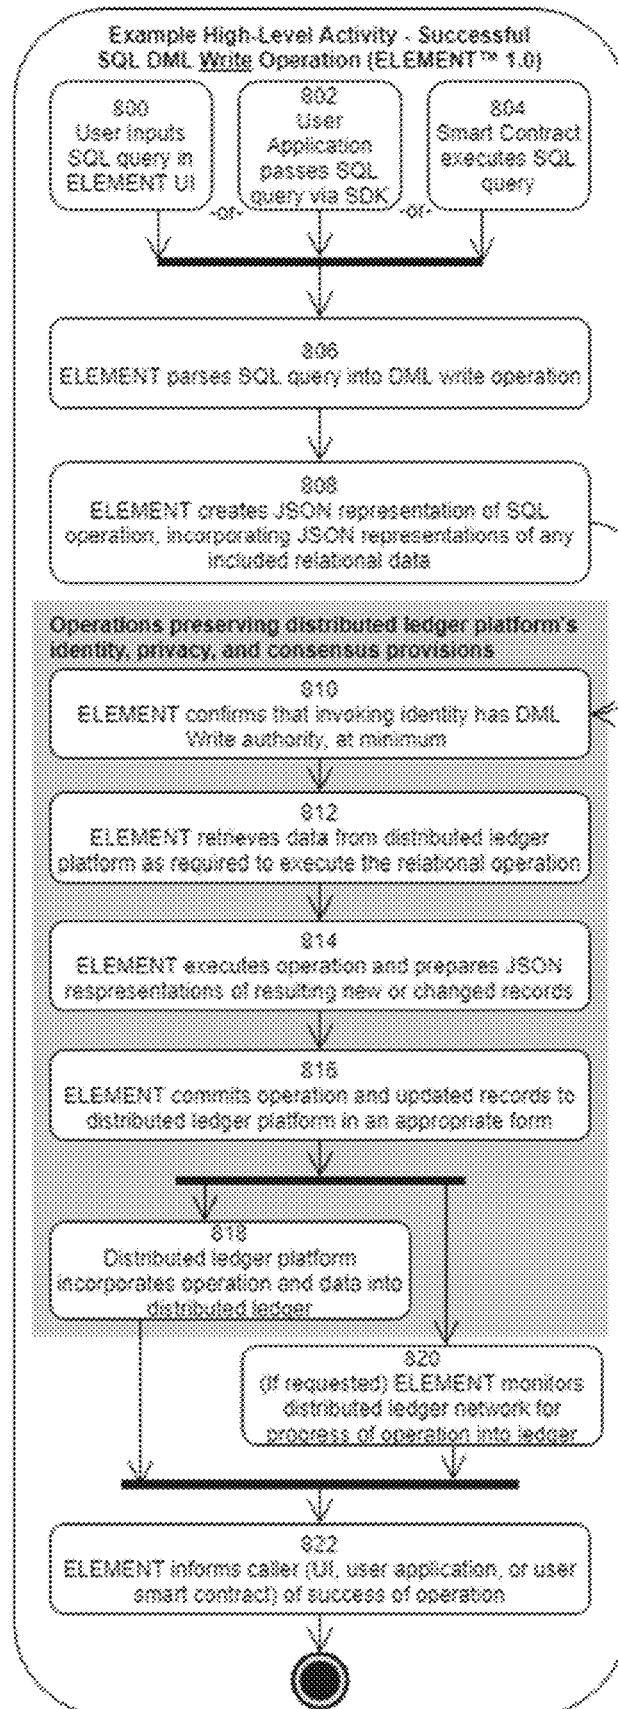 Example High-Level Activity - Successful
SQL DML Write Operation (ELEMENT™ 1.0)
800
User Inputs
SQL query in
ELEMENT UI
-or-
802
User
Application
passes SQL
query via SDK
-or-
804
Smart Contract
executes SQL
query
806
ELEMENT parses SQL query into DML write operation
808
ELEMENT creates JSON representation of SQL
operation, incorporating JSON representations of any
included relational data
Operations preserving distributed ledger platform's
identity, privacy, and consensus provisions
810
ELEMENT confirms that invoking identity has DML
Write authority, at minimum
812
ELEMENT retrieves data from distributed ledger
platform as required to execute the relational operation
814
ELEMENT executes operation and prepares JSON
respresentations of resulting new or changed records
816
ELEMENT commits operation and updated records to
distributed ledger platform in an appropriate form
818
Distributed ledger platform
incorporates operation and data into
distributed ledger
820
(If requested) ELEMENT monitors
distributed ledger network for
progress of operation into ledger
822
ELEMENT informs caller (UI, user application, or user
smart contract) of success of operation